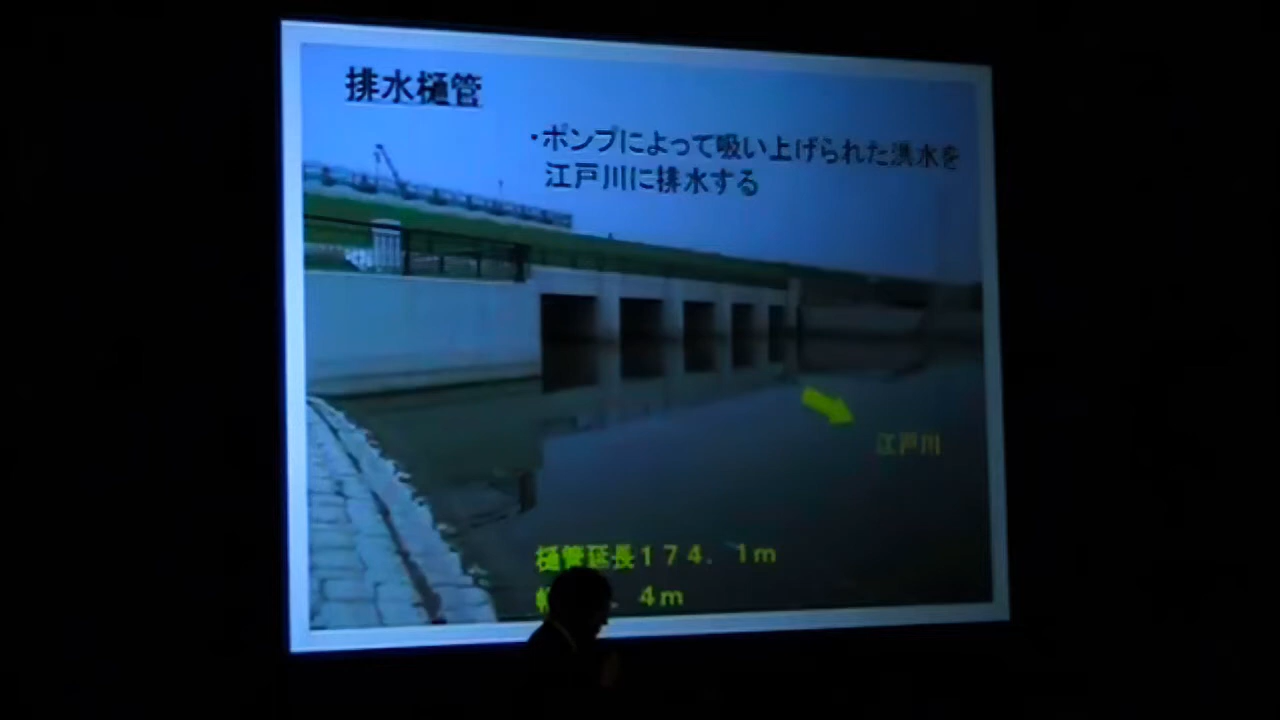 排水樋管
・ポンプによって吸い上げられた洪水を
江戸川に排水する
江戸川
樋管延長174.1m
4m